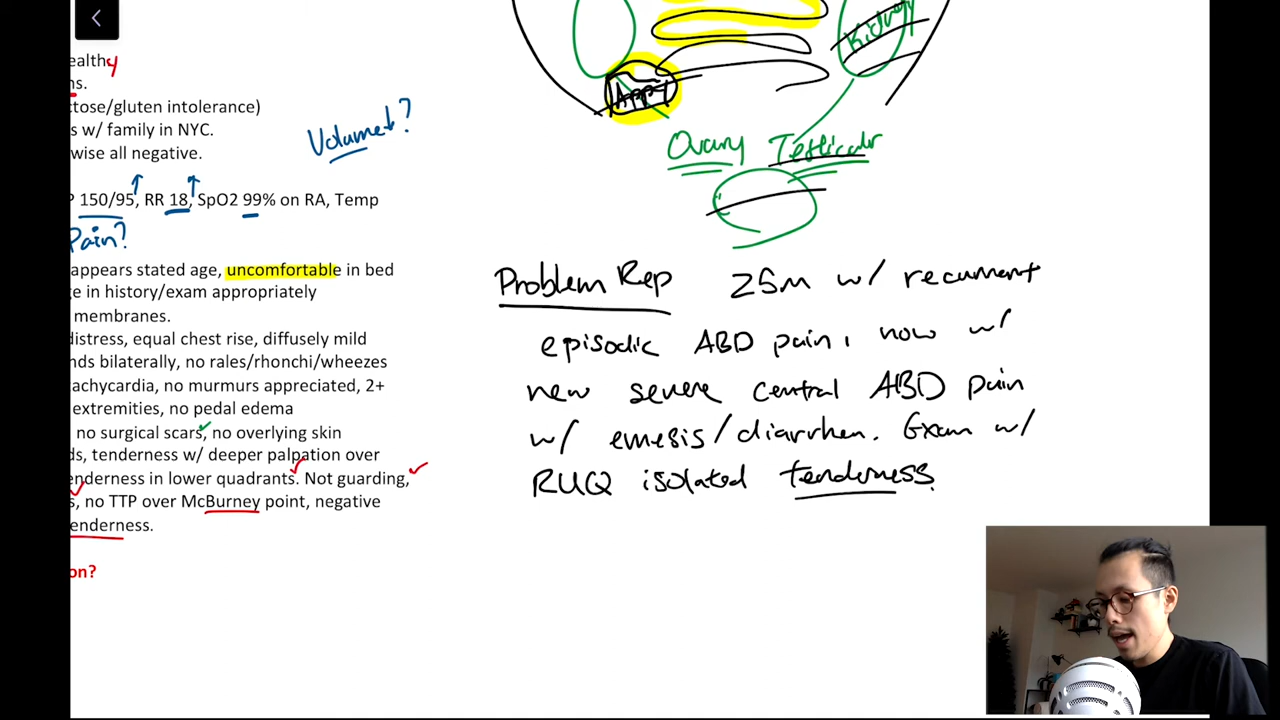 ealthy
ns.
ctose/gluten intolerance)
s w/ family in NYC.
wise all negative.
Volume↓?
P 150/95, RR 18, SpO2 99% on RA, Temp
Pain?
appears stated age, uncomfortable in bed
ge in history/exam appropriately
membranes.
distress, equal chest rise, diffusely mild
nds bilaterally, no rales/rhonchi/wheezes
achycardia, no murmurs appreciated, 2+
extremities, no pedal edema
no surgical scars, no overlying skin
ds, tenderness w/ deeper palpation over
enderness in lower quadrants. Not guarding,
s, no TTP over McBurney point, negative
enderness.
on?
Kidney
APPY
Ovary Testicular
Problem Rep 25M w/ recurrent
episodic ABD pain, now w/
new severe central ABD pain
w/ emesis/diarrhea. Exam w/
RUQ isolated tenderness.